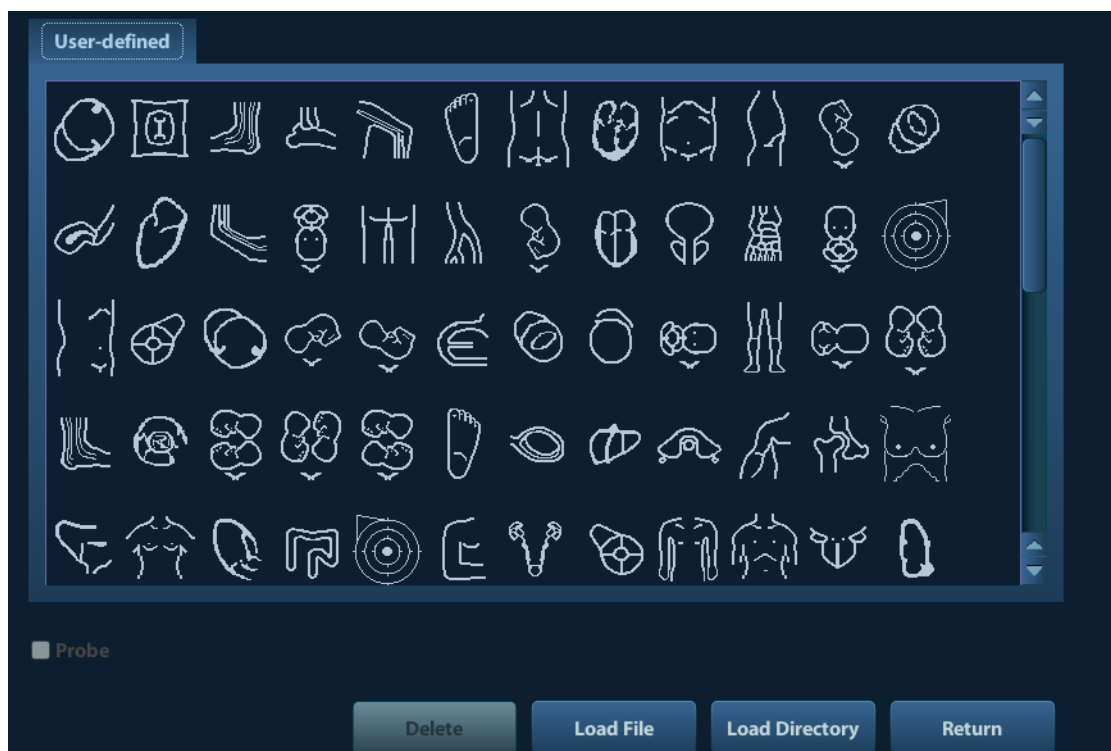 User-defined
Probe
Delete
Load File
Load Directory
Return